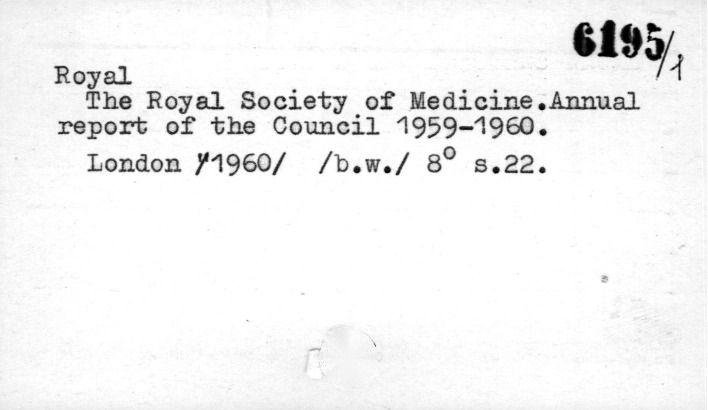 6195/1
Royal
The Royal Society of Medicine.Annual
report of the Council 1959-1960.
London /1960/ /b.w./ 8° s.22.